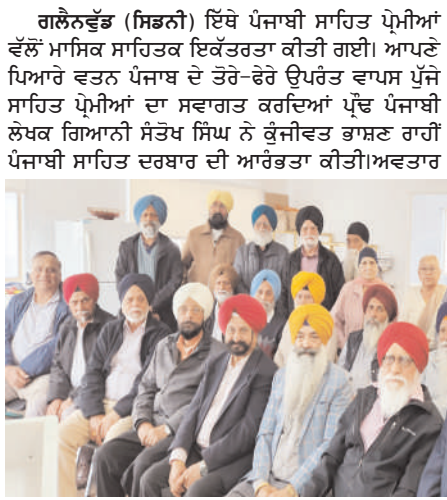 ਗਲੈਨਵੁੱਡ (ਸਿਡਨੀ) ਇੱਥੇ ਪੰਜਾਬੀ ਸਾਹਿਤ ਪ੍ਰੇਮੀਆਂ
ਵੱਲੋਂ ਮਾਸਿਕ ਸਾਹਿਤਕ ਇਕੱਤਰਤਾ ਕੀਤੀ ਗਈ। ਆਪਣੇ
ਪਿਆਰੇ ਵਤਨ ਪੰਜਾਬ ਦੇ ਤੋਰੇ-ਫੇਰੇ ਉਪਰੰਤ ਵਾਪਸ ਪੁੱਜੇ
ਸਾਹਿਤ ਪ੍ਰੇਮੀਆਂ ਦਾ ਸਵਾਗਤ ਕਰਦਿਆਂ ਪ੍ਰੌਢ ਪੰਜਾਬੀ
ਲੇਖਕ ਗਿਆਨੀ ਸੰਤੋਖ ਸਿੰਘ ਨੇ ਕੁੰਜੀਵਤ ਭਾਸ਼ਣ ਰਾਹੀਂ
ਪੰਜਾਬੀ ਸਾਹਿਤ ਦਰਬਾਰ ਦੀ ਆਰੰਭਤਾ ਕੀਤੀ।ਅਵਤਾਰ